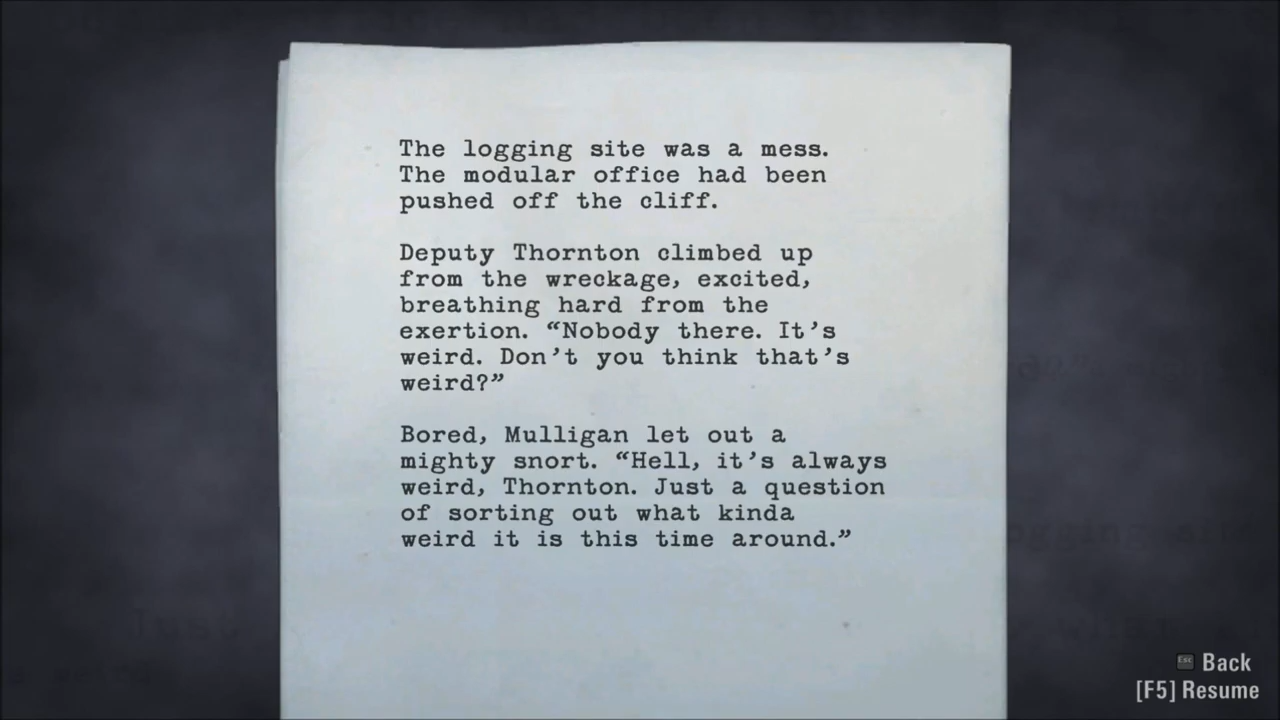 The logging site was a mess.
The modular office had been
pushed off the cliff.
Deputy Thornton climbed up
from the wreckage, excited,
breathing hard from the
exertion. “Nobody there. It’s
weird. Don’t you think that’s
weird?”
Bored, Mulligan let out a
mighty snort. “Hell, it’s always
weird, Thornton. Just a question
of sorting out what kinda
weird it is this time around.”
Esc Back
[F5] Resume